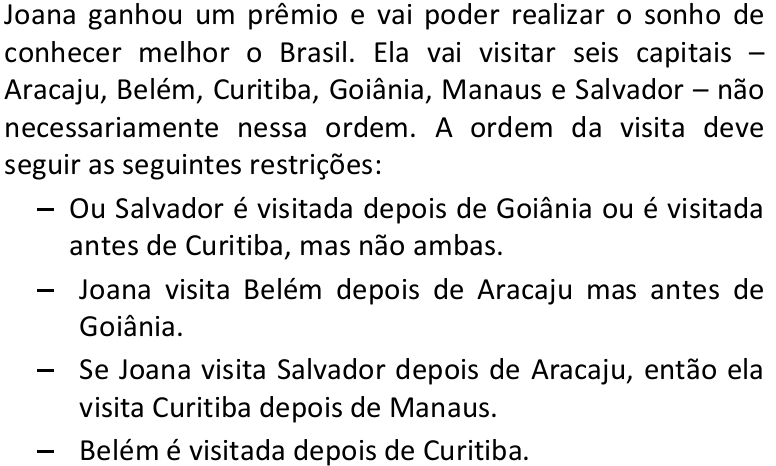 Joana ganhou um prêmio e vai poder realizar o sonho de
conhecer melhor o Brasil. Ela vai visitar seis capitais –
Aracaju, Belém, Curitiba, Goiânia, Manaus e Salvador – não
necessariamente nessa ordem. A ordem da visita deve
seguir as seguintes restrições:
– Ou Salvador é visitada depois de Goiânia ou é visitada
antes de Curitiba, mas não ambas.
– Joana visita Belém depois de Aracaju mas antes de
Goiânia.
– Se Joana visita Salvador depois de Aracaju, então ela
visita Curitiba depois de Manaus.
– Belém é visitada depois de Curitiba.